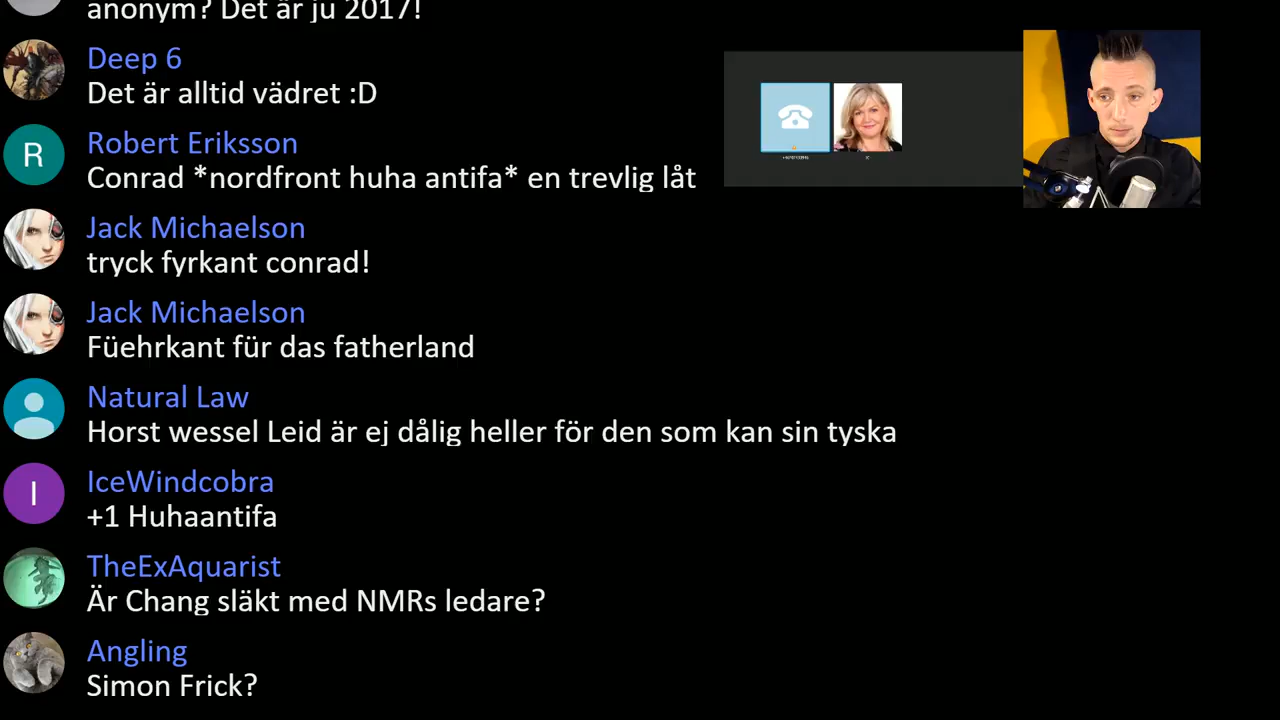 anonym? Det är ju 2017!
Deep 6
Det är alltid vädret :D
Robert Eriksson
Conrad *nordfront huha antifa* en trevlig låt
Jack Michaelson
tryck fyrkant conrad!
Jack Michaelson
Füehrkant für das fatherland
Natural Law
Horst wessel Leid är ej dålig heller för den som kan sin tyska
IceWindcobra
+1 Huhaantifa
TheExAquarist
Är Chang släkt med NMRs ledare?
Angling
Simon Frick?
R
I